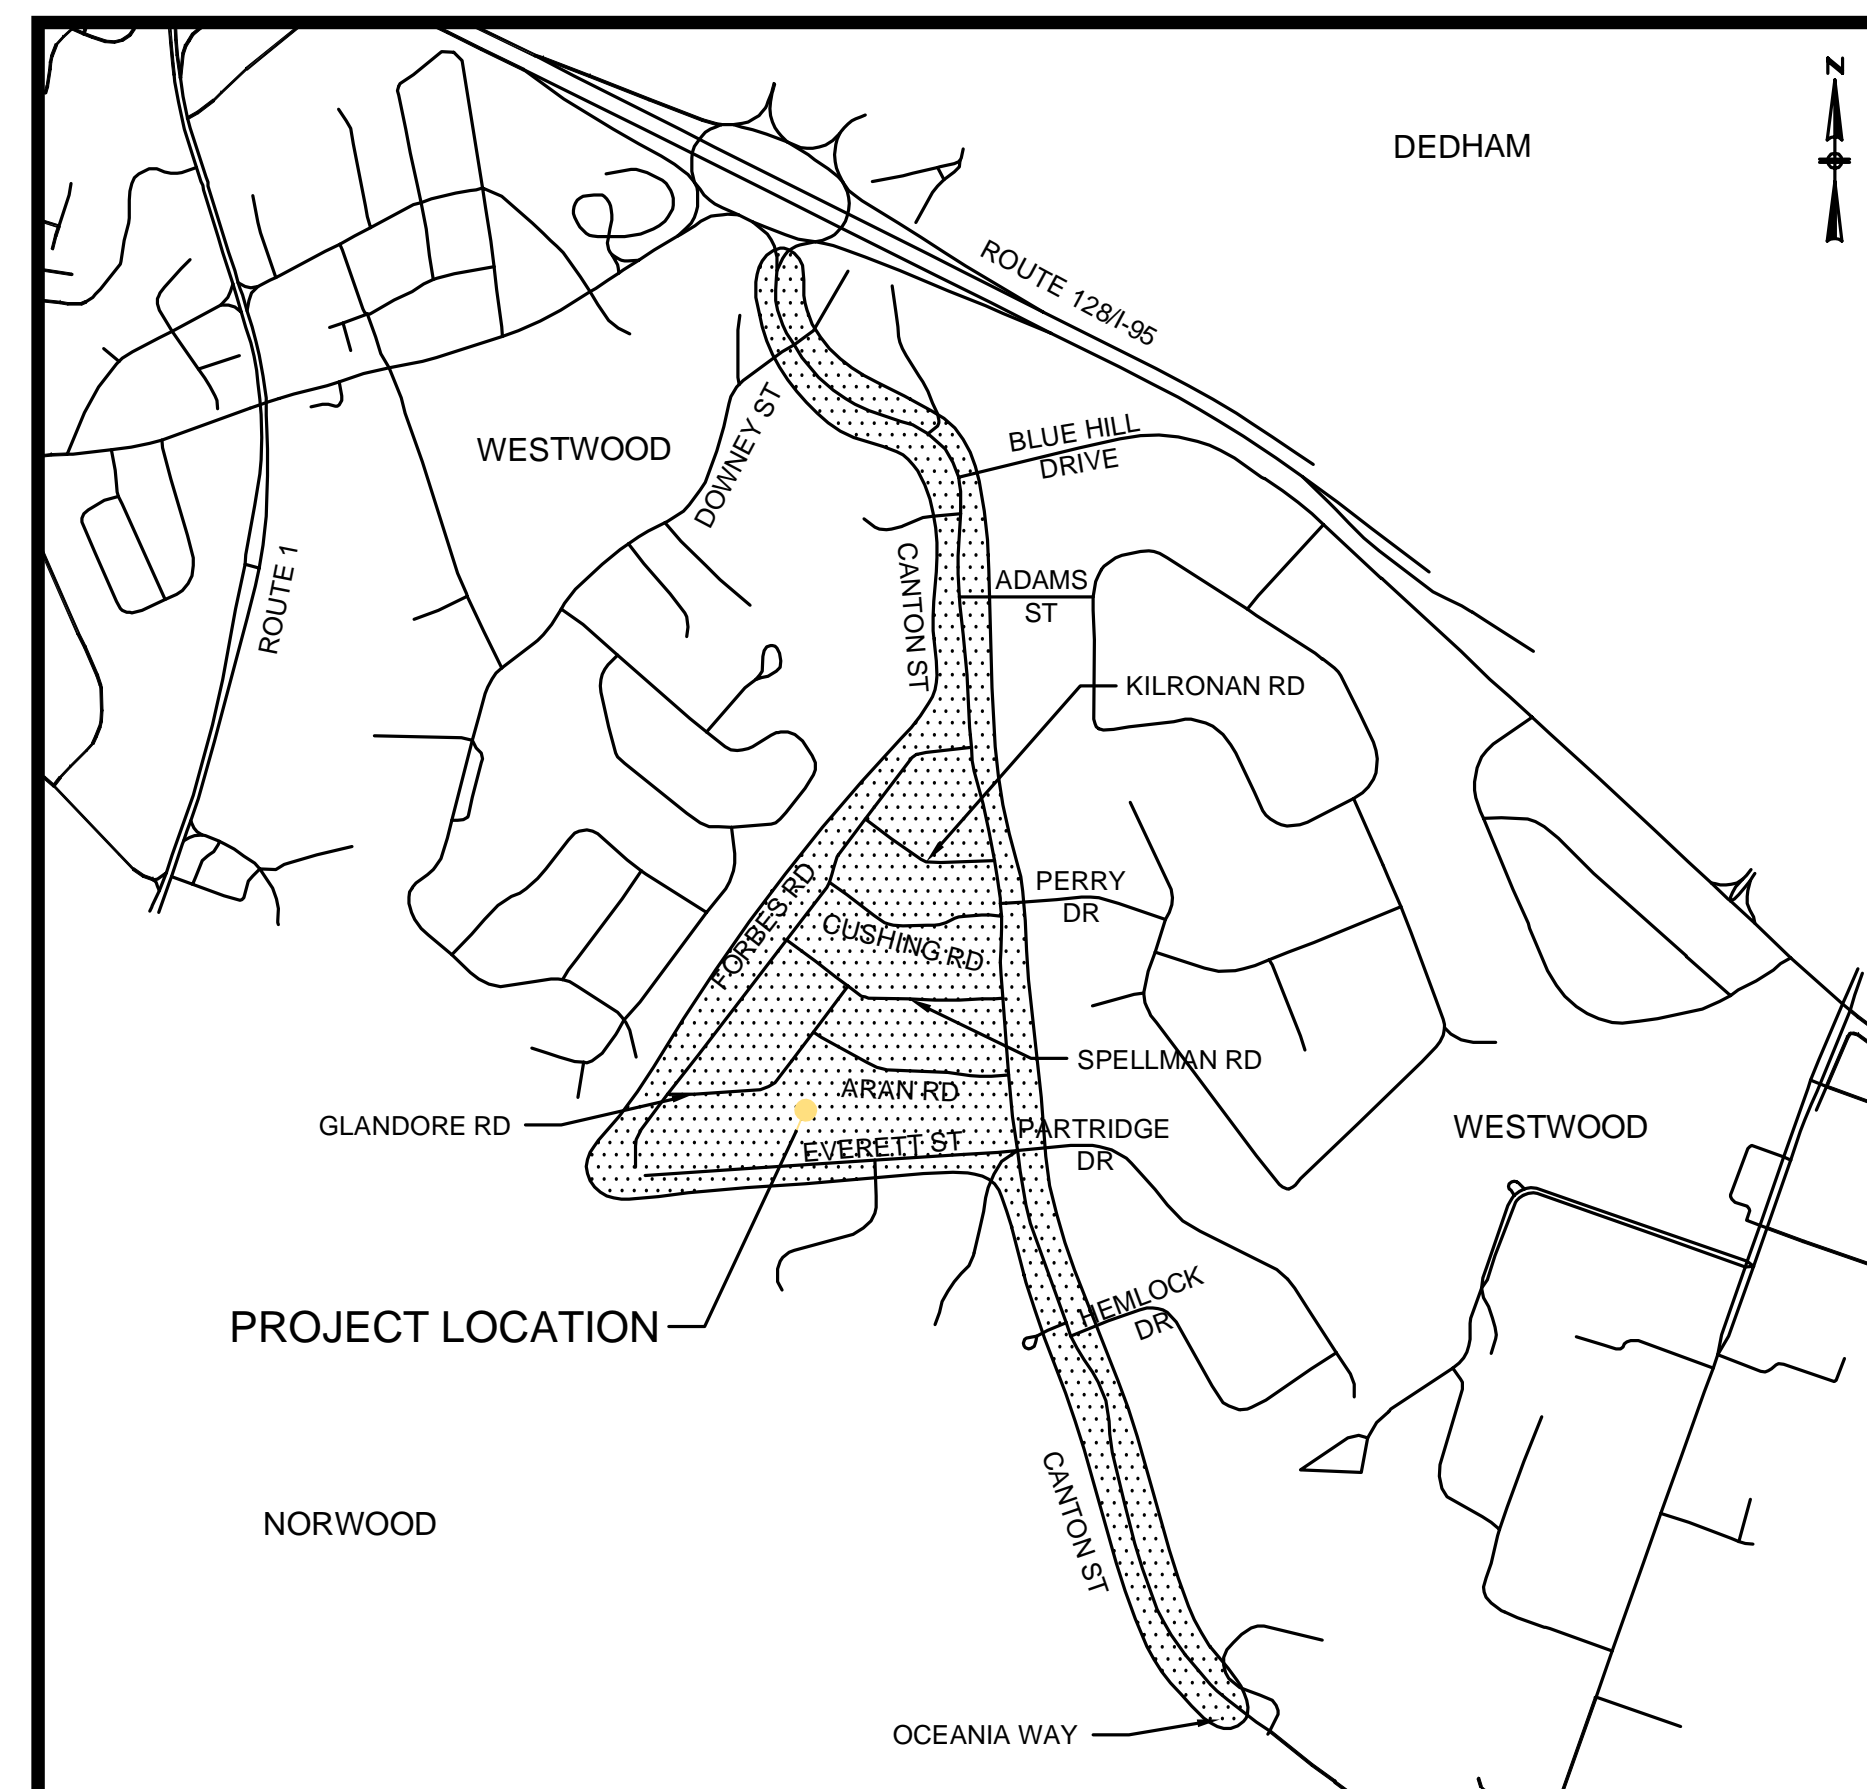 N
DEDHAM
ROUTE 128/I-95
WESTWOOD
DOWNEY ST
BLUE HILL
DRIVE
ROUTE 1
CANTON ST
ADAMS
ST
KILRONAN RD
PERRY
DR
FORBES RD
CUSHING RD
SPELLMAN RD
ARAN RD
GLANDORE RD
EVERETT ST
PARTRIDGE
DR
WESTWOOD
HEMLOCK
DR
PROJECT LOCATION
CANTON ST
NORWOOD
OCEANIA WAY